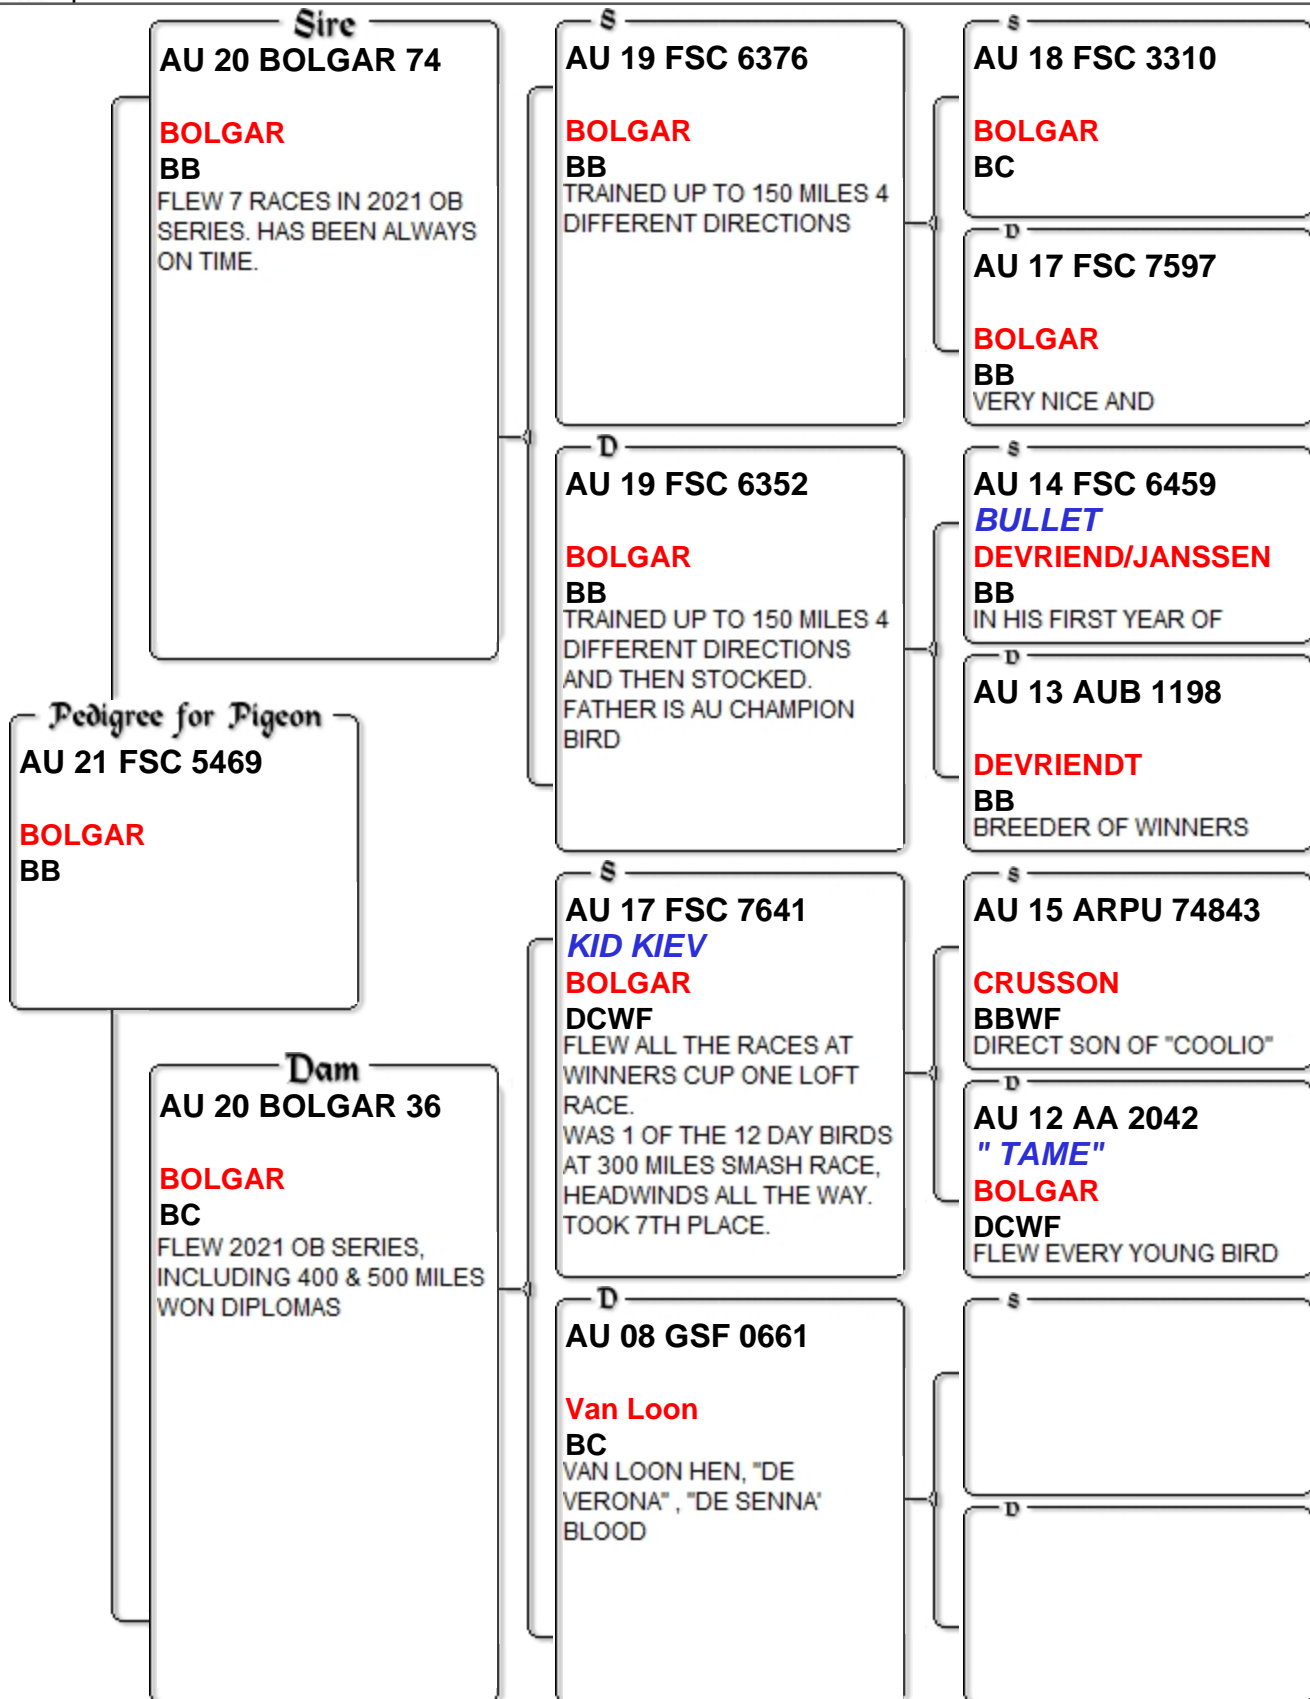 Sire
AU 20 BOLGAR 74
BOLGAR
BB
FLEW 7 RACES IN 2021 OB
SERIES. HAS BEEN ALWAYS
ON TIME.
S
AU 19 FSC 6376
BOLGAR
BB
TRAINED UP TO 150 MILES 4
DIFFERENT DIRECTIONS
S
AU 18 FSC 3310
BOLGAR
BC
D
AU 17 FSC 7597
BOLGAR
BB
VERY NICE AND
D
AU 19 FSC 6352
BOLGAR
BB
TRAINED UP TO 150 MILES 4
DIFFERENT DIRECTIONS
AND THEN STOCKED.
FATHER IS AU CHAMPION
BIRD
S
AU 14 FSC 6459
BULLET
DEVRIEND/JANSSEN
BB
IN HIS FIRST YEAR OF
D
AU 13 AUB 1198
DEVRIENDT
BB
BREEDER OF WINNERS
Pedigree for Pigeon
AU 21 FSC 5469
BOLGAR
BB
Dam
AU 20 BOLGAR 36
BOLGAR
BC
FLEW 2021 OB SERIES,
INCLUDING 400 & 500 MILES
WON DIPLOMAS
S
AU 17 FSC 7641
KID KIEV
BOLGAR
DCWF
FLEW ALL THE RACES AT
WINNERS CUP ONE LOFT
RACE.
WAS 1 OF THE 12 DAY BIRDS
AT 300 MILES SMASH RACE,
HEADWINDS ALL THE WAY.
TOOK 7TH PLACE.
S
AU 15 ARPU 74843
CRUSSON
BBWF
DIRECT SON OF "COOLIO"
D
AU 12 AA 2042
" TAME"
BOLGAR
DCWF
FLEW EVERY YOUNG BIRD
D
AU 08 GSF 0661
Van Loon
BC
VAN LOON HEN, "DE
VERONA" , "DE SENNA'
BLOOD
S
D